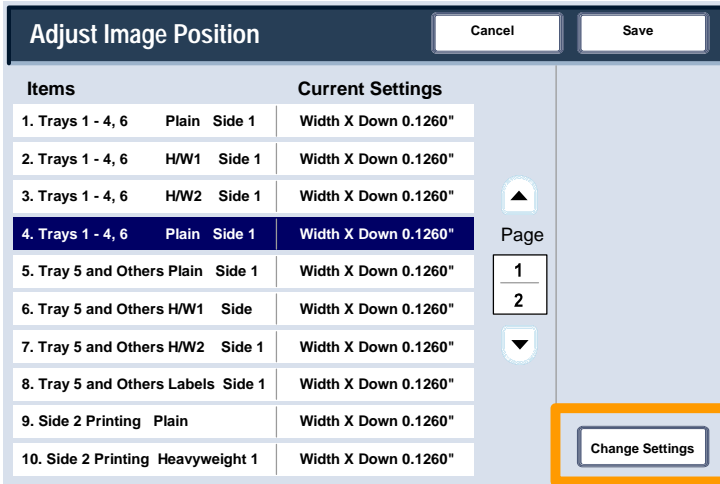 Adjust Image Position Cancel Save
Items Current Settings
1. Trays 1 - 4, 6 Plain Side 1 Width X Down 0.1260"
2. Trays 1 - 4, 6 H/W1 Side 1 Width X Down 0.1260"
3. Trays 1 - 4, 6 H/W2 Side 1 Width X Down 0.1260"
4. Trays 1 - 4, 6 Plain Side 1 Width X Down 0.1260"
Page
5. Tray 5 and Others Plain Side 1 Width X Down 0.1260"
1
2
6. Tray 5 and Others H/W1 Side Width X Down 0.1260"
7. Tray 5 and Others H/W2 Side 1 Width X Down 0.1260"
8. Tray 5 and Others Labels Side 1 Width X Down 0.1260"
9. Side 2 Printing Plain Width X Down 0.1260"
10. Side 2 Printing Heavyweight 1 Width X Down 0.1260"
Change Settings